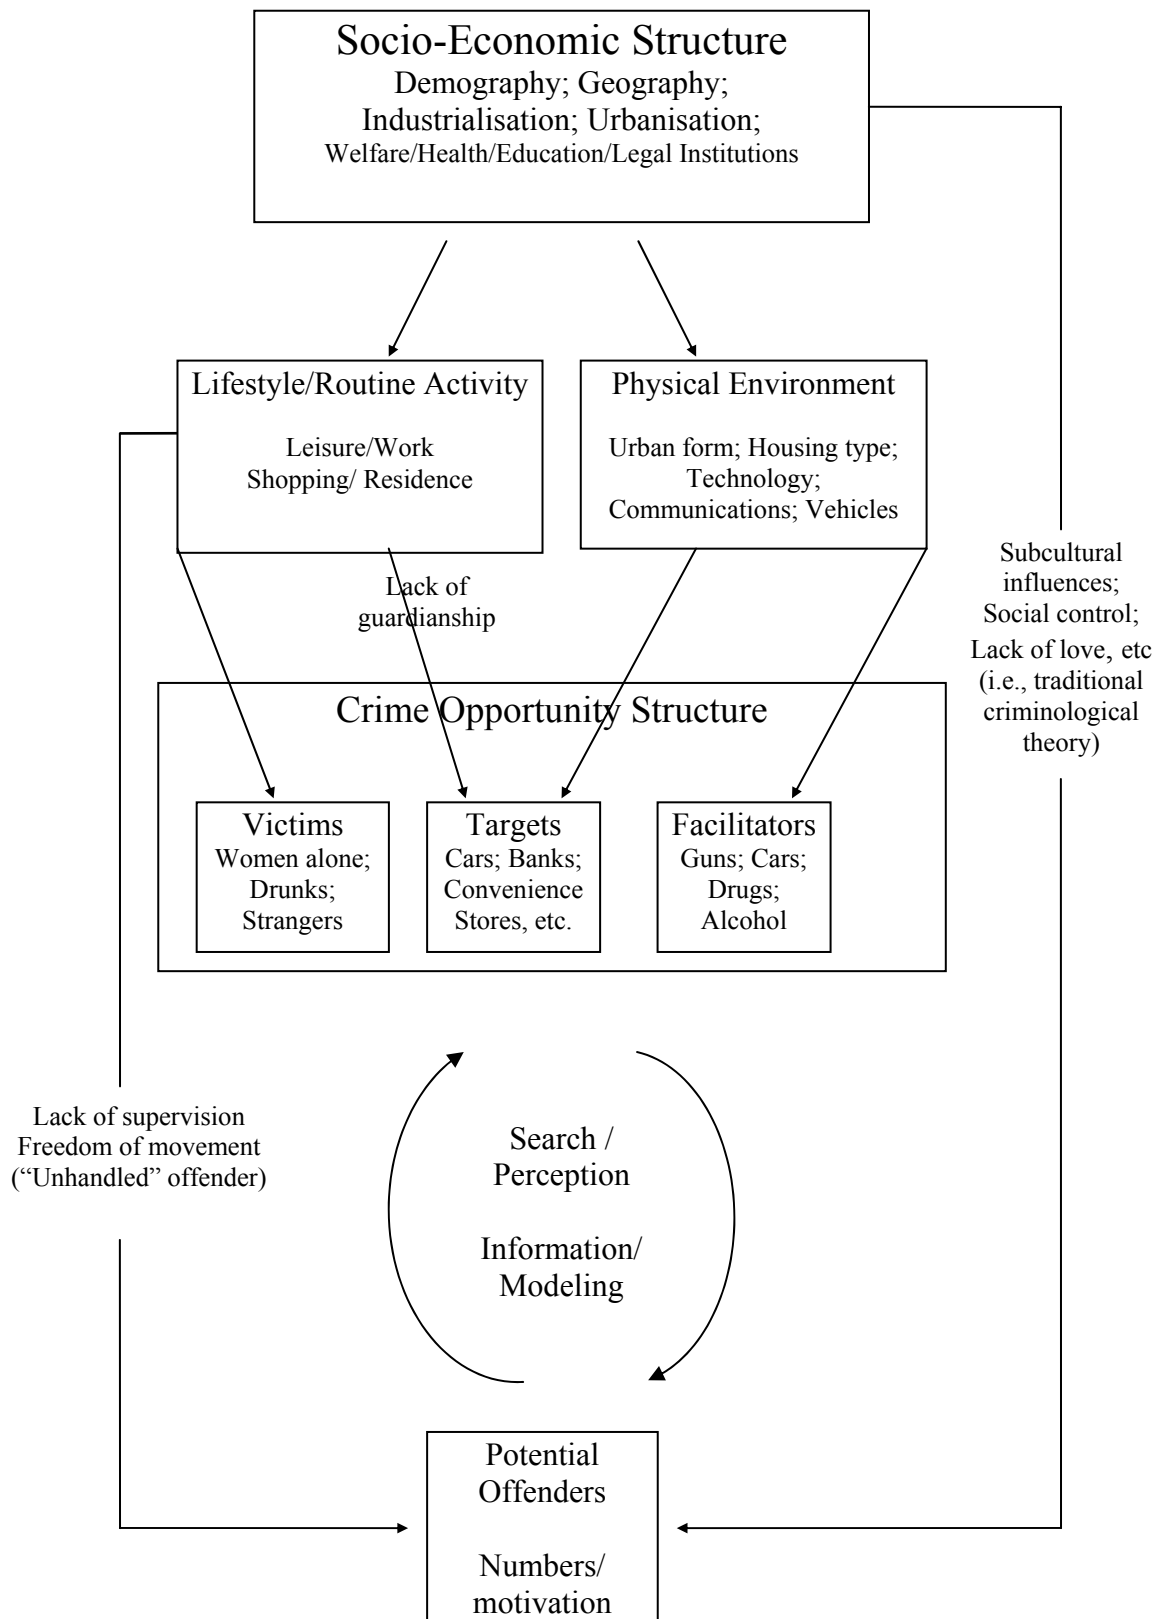 Socio-Economic Structure
Demography; Geography;
Industrialisation; Urbanisation;
Welfare/Health/Education/Legal Institutions
Lifestyle/Routine Activity
Leisure/Work
Shopping/ Residence
Physical Environment
Urban form; Housing type;
Technology;
Communications; Vehicles
Lack of
guardianship
Subcultural
influences;
Social control;
Lack of love, etc
(i.e., traditional
criminological
theory)
Crime Opportunity Structure
Victims
Women alone;
Drunks;
Strangers
Targets
Cars; Banks;
Convenience
Stores, etc.
Facilitators
Guns; Cars;
Drugs;
Alcohol
Lack of supervision
Freedom of movement
(“Unhandled” offender)
Search /
Perception
Information/
Modeling
Potential
Offenders
Numbers/
motivation